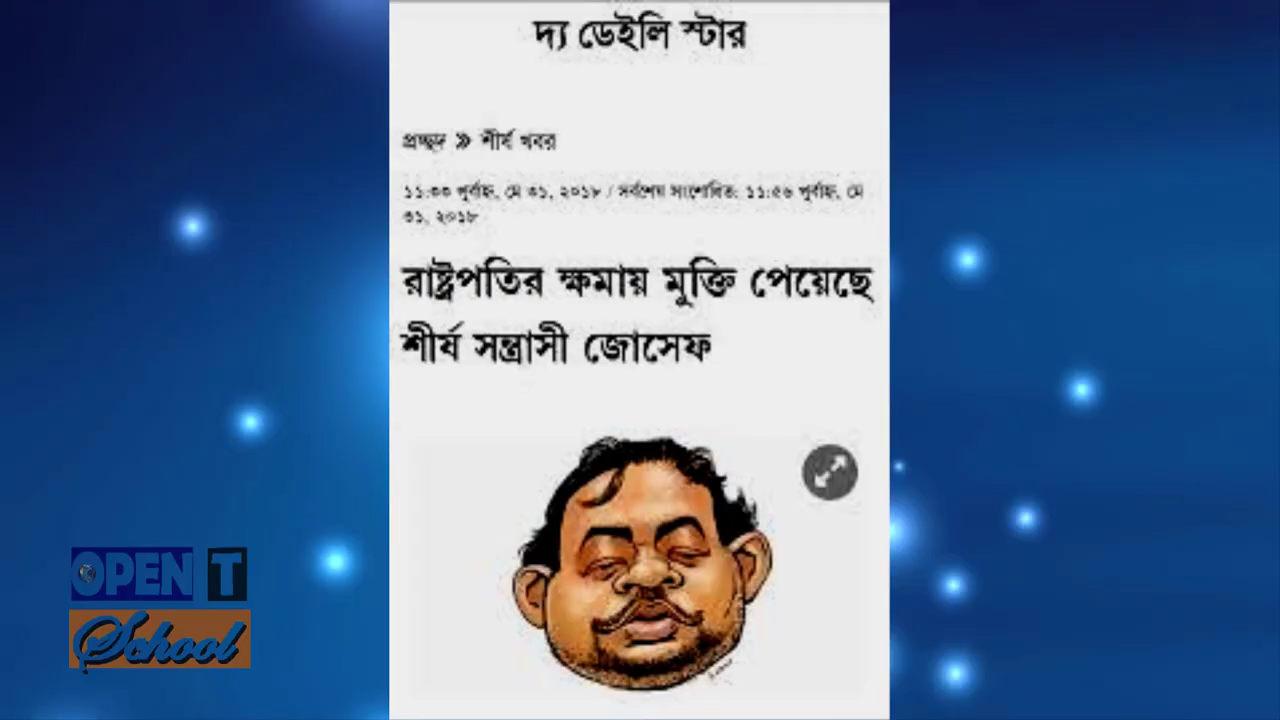 দ্য ডেইলি স্টার
প্রচ্ছদ » শীর্ষ খবর
১১:৩৩ পূর্বাহ্ন, মে ৩১, ২০১৮ / সর্বশেষ সংশোধিত: ১১:৫৬ পূর্বাহ্ন, মে
৩১, ২০১৮
রাষ্ট্রপতির ক্ষমায় মুক্তি পেয়েছে
শীর্ষ সন্ত্রাসী জোসেফ
OPEN T
School